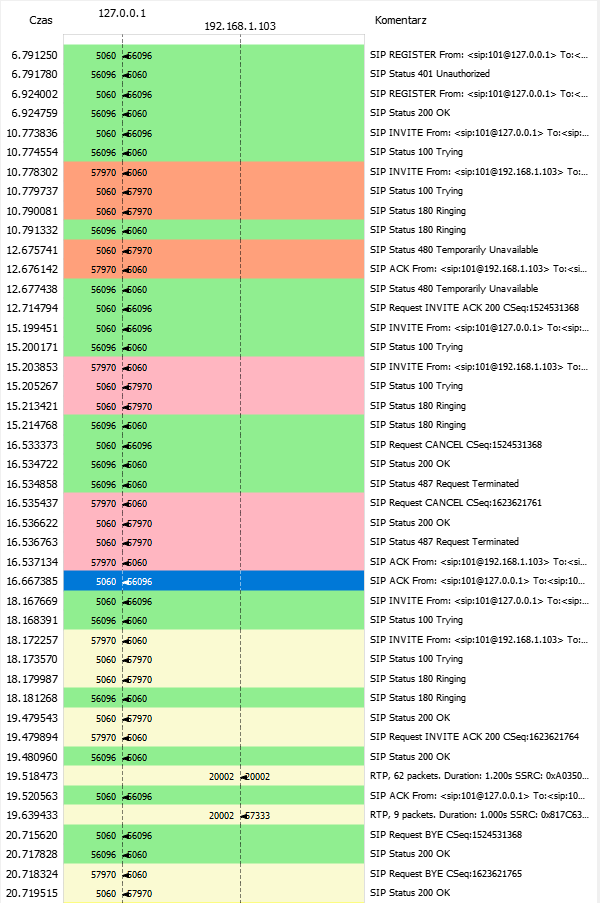 Czas 127.0.0.1 192.168.1.103 Komentarz
6.791250 5060 56096 SIP REGISTER From: <sip:101@127.0.0.1> To:<...
6.791780 56096 5060 SIP Status 401 Unauthorized
6.924002 5060 56096 SIP REGISTER From: <sip:101@127.0.0.1> To:<...
6.924759 56096 5060 SIP Status 200 OK
10.773836 5060 56096 SIP INVITE From: <sip:101@127.0.0.1> To:<sip:...
10.774554 56096 5060 SIP Status 100 Trying
10.778302 57970 5060 SIP INVITE From: <sip:101@192.168.1.103> To:...
10.779737 5060 57970 SIP Status 100 Trying
10.790081 5060 57970 SIP Status 180 Ringing
10.791332 56096 5060 SIP Status 180 Ringing
12.675741 5060 57970 SIP Status 480 Temporarily Unavailable
12.676142 57970 5060 SIP ACK From: <sip:101@192.168.1.103> To:<si...
12.677438 56096 5060 SIP Status 480 Temporarily Unavailable
12.714794 5060 56096 SIP Request INVITE ACK 200 CSeq:1524531368
15.199451 5060 56096 SIP INVITE From: <sip:101@127.0.0.1> To:<sip:...
15.200171 56096 5060 SIP Status 100 Trying
15.203853 57970 5060 SIP INVITE From: <sip:101@192.168.1.103> To:...
15.205267 5060 57970 SIP Status 100 Trying
15.213421 5060 57970 SIP Status 180 Ringing
15.214768 56096 5060 SIP Status 180 Ringing
16.533373 5060 56096 SIP Request CANCEL CSeq:1524531368
16.534722 56096 5060 SIP Status 200 OK
16.534858 56096 5060 SIP Status 487 Request Terminated
16.535437 57970 5060 SIP Request CANCEL CSeq:1623621761
16.536622 5060 57970 SIP Status 200 OK
16.536763 5060 57970 SIP Status 487 Request Terminated
16.537134 57970 5060 SIP ACK From: <sip:101@192.168.1.103> To:<si...
16.667385 5060 56096 SIP ACK From: <sip:101@127.0.0.1> To:<sip:10...
18.167669 5060 56096 SIP INVITE From: <sip:101@127.0.0.1> To:<sip:...
18.168391 56096 5060 SIP Status 100 Trying
18.172257 57970 5060 SIP INVITE From: <sip:101@192.168.1.103> To:...
18.173570 5060 57970 SIP Status 100 Trying
18.179987 5060 57970 SIP Status 180 Ringing
18.181268 56096 5060 SIP Status 180 Ringing
19.479543 5060 57970 SIP Status 200 OK
19.479894 57970 5060 SIP Request INVITE ACK 200 CSeq:1623621764
19.480960 56096 5060 SIP Status 200 OK
19.518473 20002 20002 RTP, 62 packets. Duration: 1.200s SSRC: 0xA0350...
19.520563 5060 56096 SIP ACK From: <sip:101@127.0.0.1> To:<sip:10...
19.639433 20002 57333 RTP, 9 packets. Duration: 1.000s SSRC: 0x817C63...
20.715620 5060 56096 SIP Request BYE CSeq:1524531368
20.717828 56096 5060 SIP Status 200 OK
20.718324 57970 5060 SIP Request BYE CSeq:1623621765
20.719515 5060 57970 SIP Status 200 OK